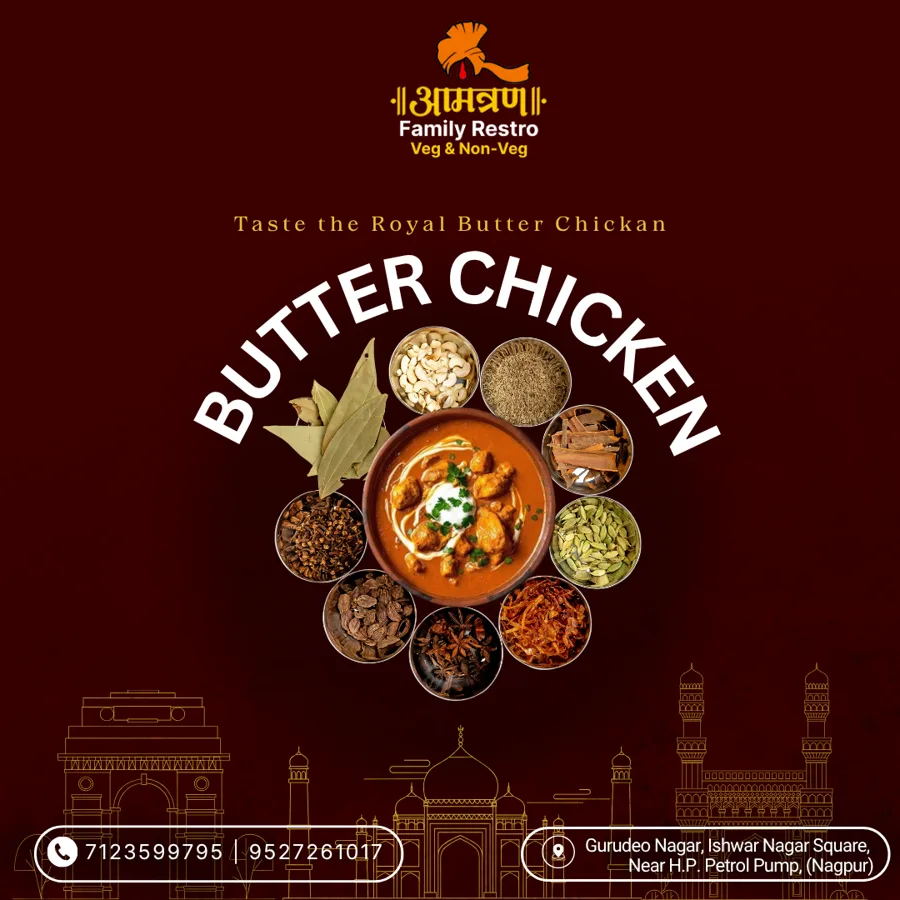 ॥आमंत्रण॥
Family Restro
Veg & Non-Veg
Taste the Royal Butter Chickan
BUTTER CHICKEN
7123599795 | 9527261017
Gurudeo Nagar, Ishwar Nagar Square,
Near H.P. Petrol Pump, (Nagpur)